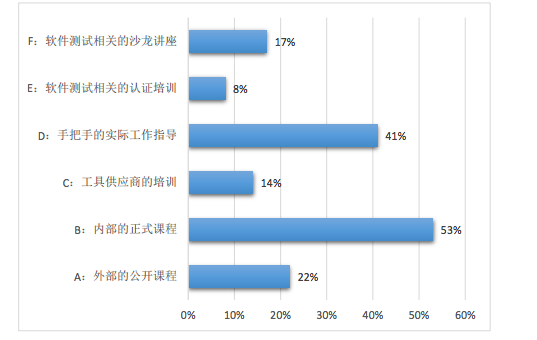 F：软件测试相关的沙龙讲座 17%
E：软件测试相关的认证培训 8%
D：手把手的实际工作指导 41%
C：工具供应商的培训 14%
B：内部的正式课程 53%
A：外部的公开课程 22%
0% 10% 20% 30% 40% 50% 60%